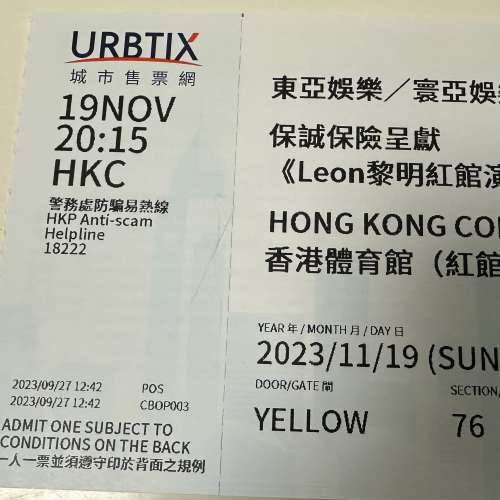 URBTIX
城市售票網
19NOV
20:15
HKC
警務處防騙易熱線
HKP Anti-scam
Helpline
18222
2023/09/27 12:42 POS
2023/09/27 12:42 CBOP003
ADMIT ONE SUBJECT TO
CONDITIONS ON THE BACK
一人一票並須遵守印於背面之規例
東亞娛樂／寰亞娛
保誠保險呈獻
《Leon黎明紅館演
HONG KONG CO
香港體育館（紅館
YEAR 年 / MONTH 月 / DAY 日
2023/11/19 (SUN
DOOR/GATE 閘 SECTION/
YELLOW 76